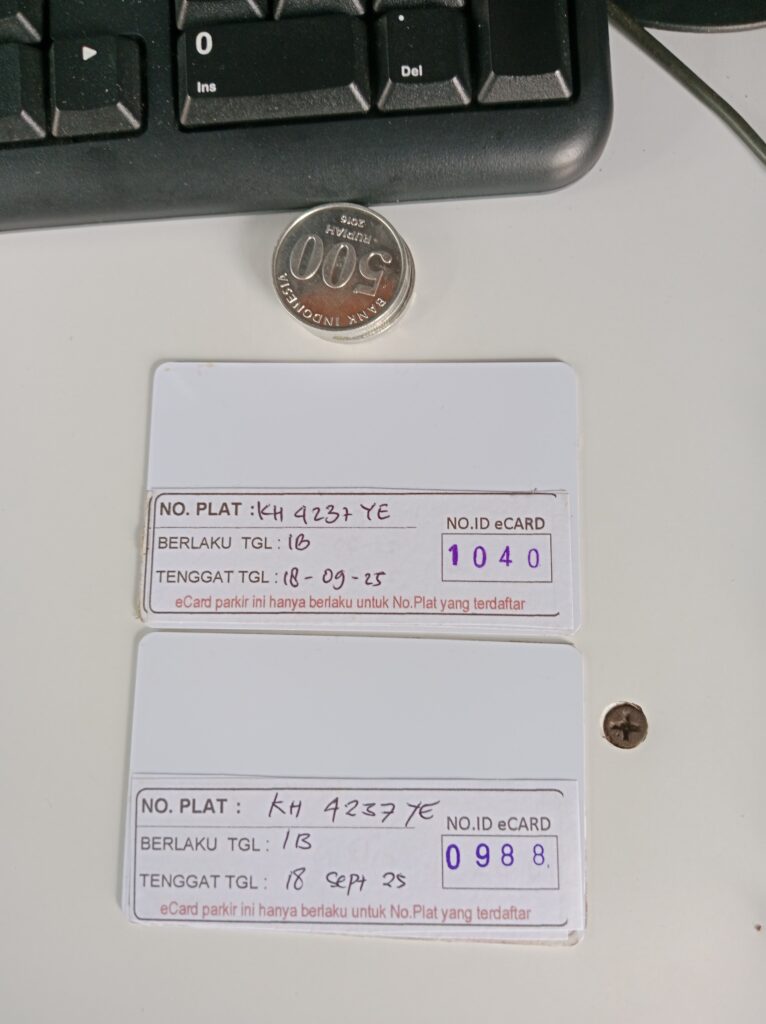 0
Ins
.
Del
BANK INDONESIA
500
RUPIAH
2016
NO. PLAT : KH 4237 YE
NO.ID eCARD
1040
BERLAKU TGL : 1B
TENGGAT TGL : 18-09-25
eCard parkir ini hanya berlaku untuk No.Plat yang terdaftar
NO. PLAT : KH 4237 YE
NO.ID eCARD
0988
BERLAKU TGL : 1B
TENGGAT TGL : 18 Sept 25
eCard parkir ini hanya berlaku untuk No.Plat yang terdaftar